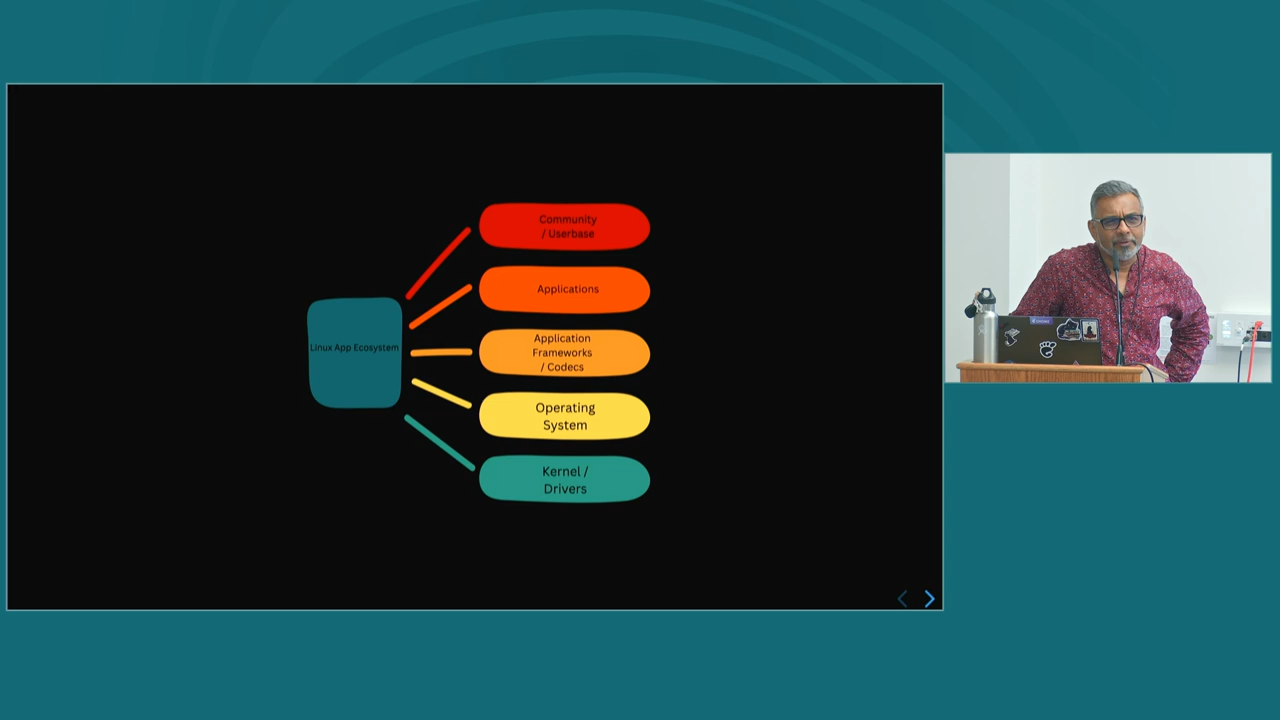 Community
/ Userbase
Applications
Linux App Ecosystem
Application
Frameworks
/ Codecs
Operating
System
Kernel /
Drivers